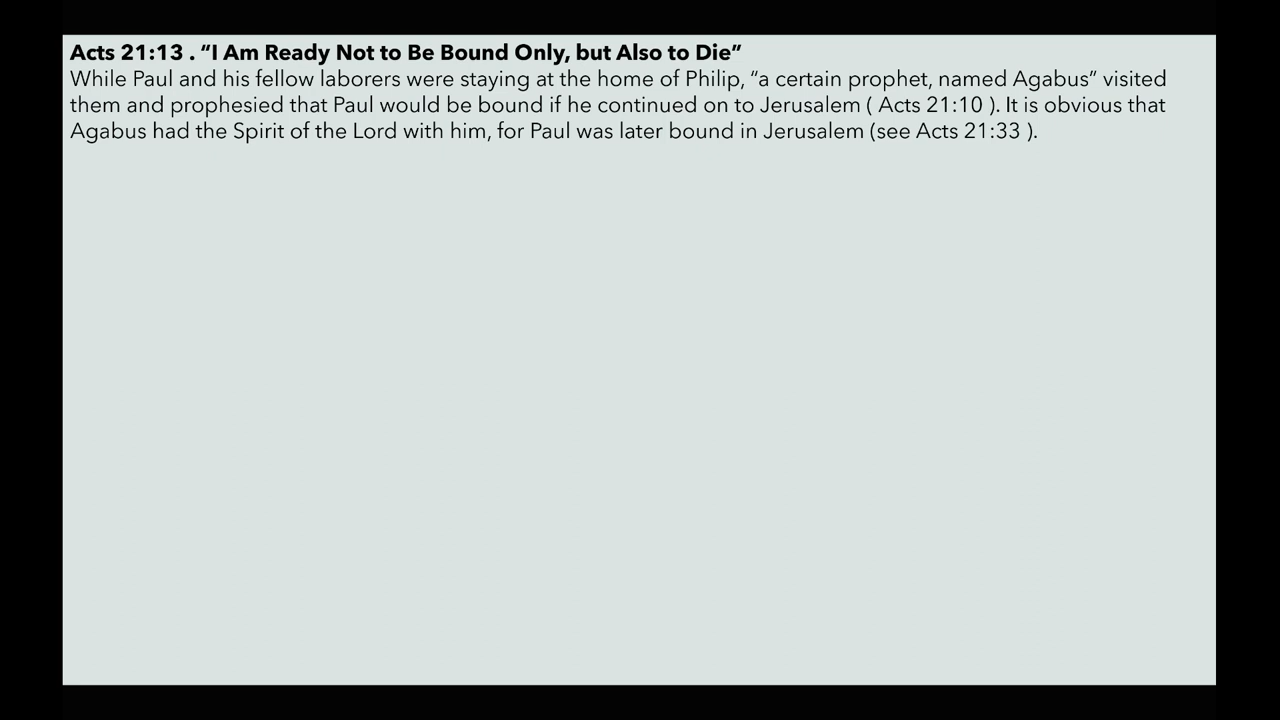 Acts 21:13 . “I Am Ready Not to Be Bound Only, but Also to Die”
While Paul and his fellow laborers were staying at the home of Philip, “a certain prophet, named Agabus” visited
them and prophesied that Paul would be bound if he continued on to Jerusalem ( Acts 21:10 ). It is obvious that
Agabus had the Spirit of the Lord with him, for Paul was later bound in Jerusalem (see Acts 21:33 ).